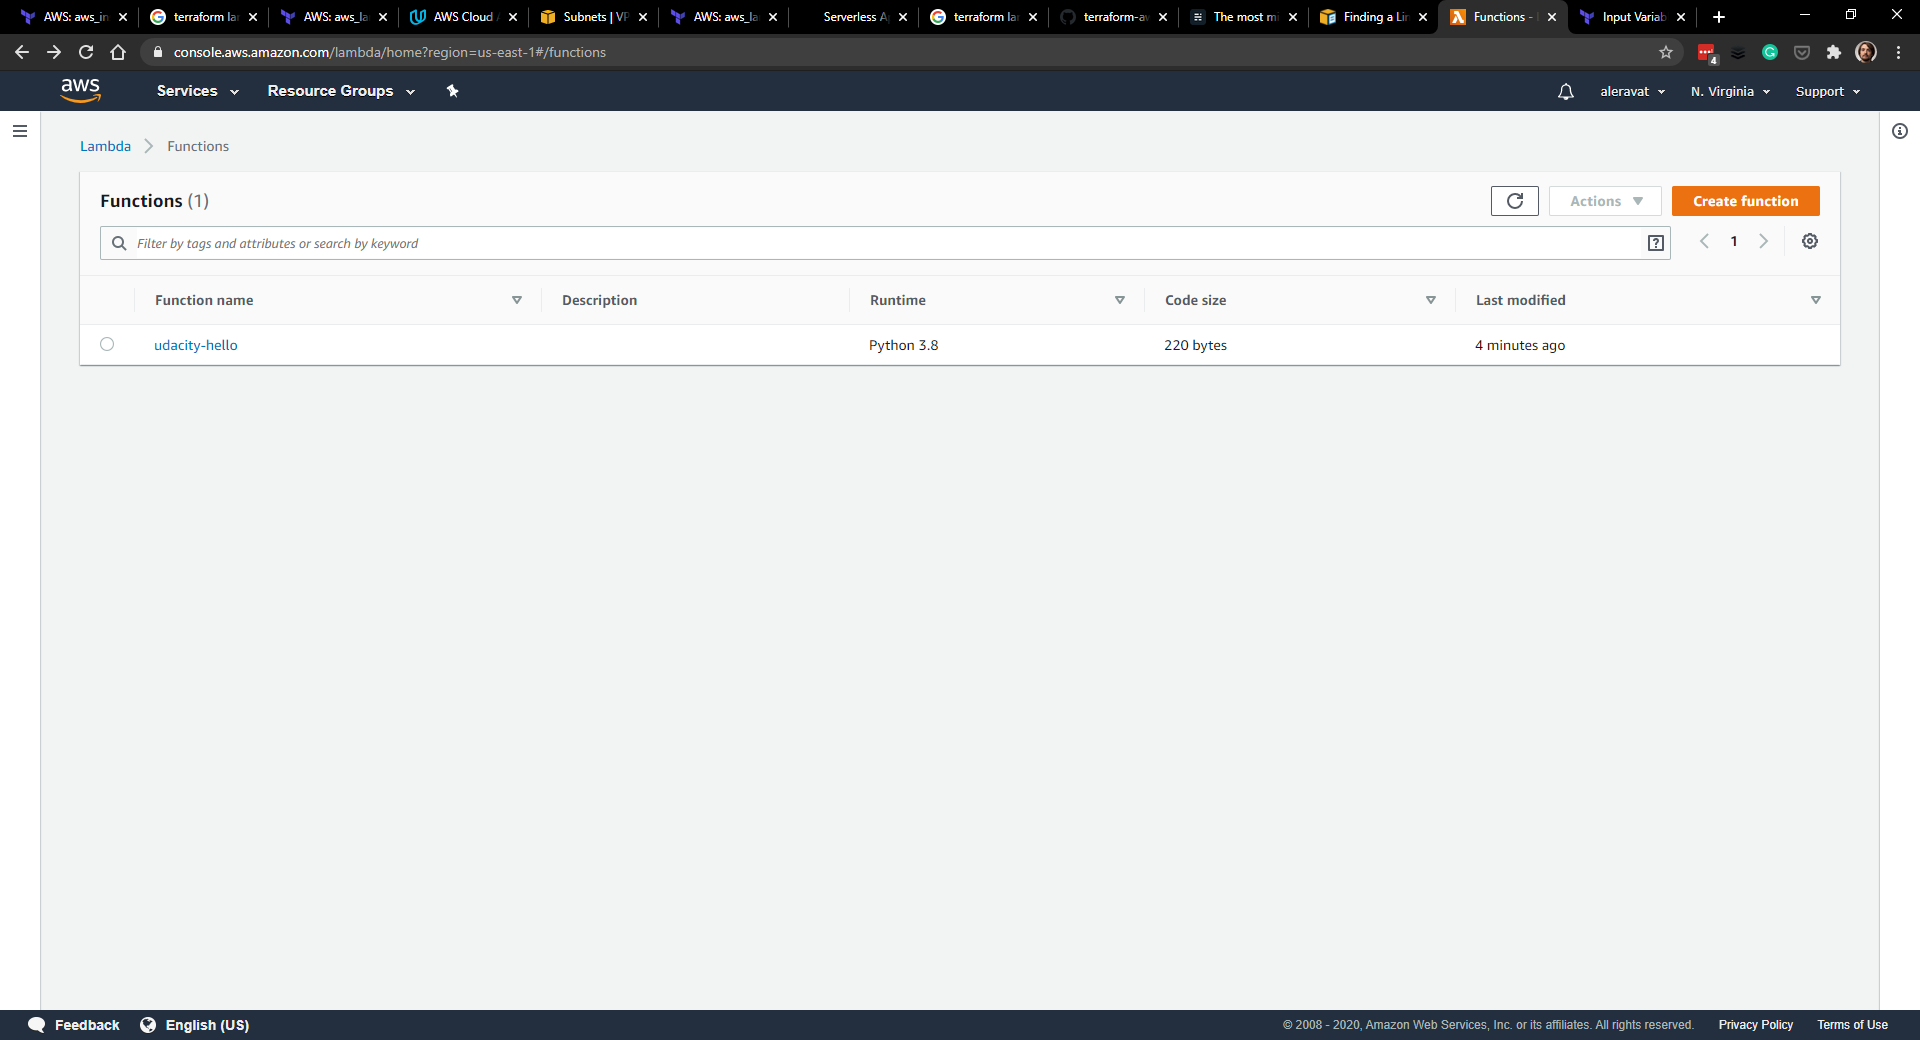 AWS: aws_in
terraform la
AWS: aws_la
AWS Cloud
Subnets | VP
AWS: aws_la
Serverless A
terraform la
terraform-a
The most m
Finding a Li
Functions -
Input Variab
console.aws.amazon.com/lambda/home?region=us-east-1#/functions
4
aws
Services
Resource Groups
aleravat
N. Virginia
Support
Lambda
Functions
Functions (1)
Actions
Create function
Filter by tags and attributes or search by keyword
?
1
Function name
Description
Runtime
Code size
Last modified
udacity-hello
Python 3.8
220 bytes
4 minutes ago
Feedback
English (US)
© 2008 - 2020, Amazon Web Services, Inc. or its affiliates. All rights reserved.
Privacy Policy
Terms of Use